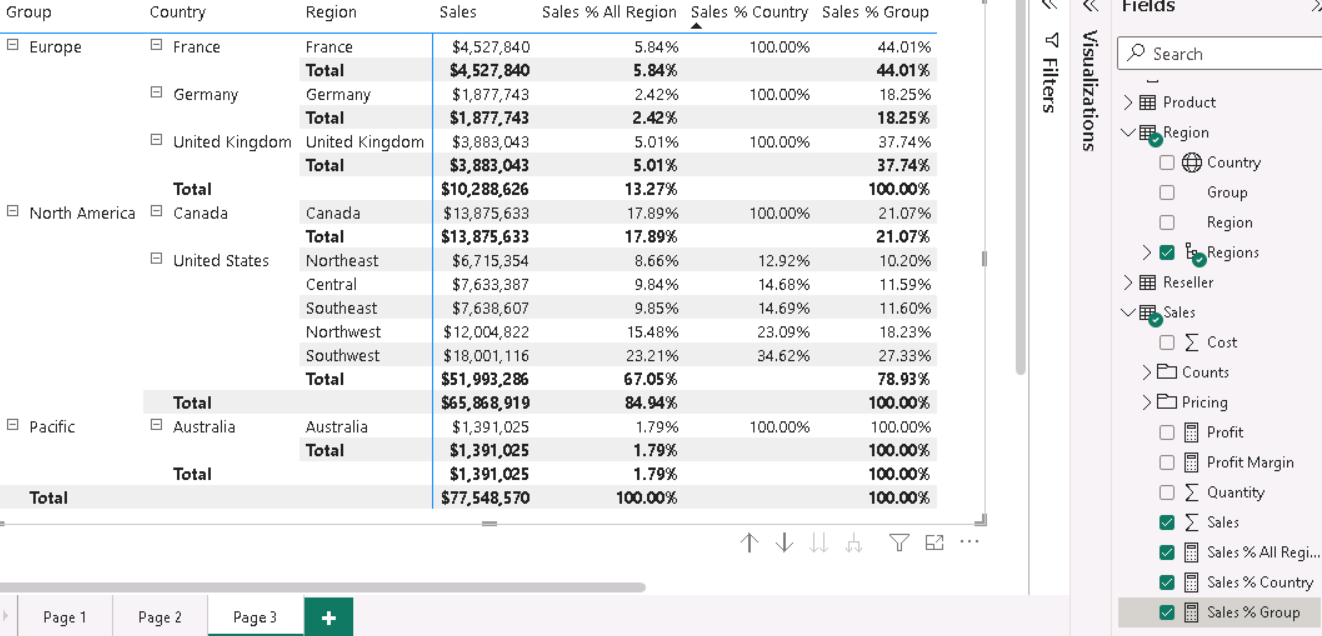 Group Country Region Sales Sales % All Region Sales % Country Sales % Group
Europe France France $4,527,840 5.84% 100.00% 44.01%
Total $4,527,840 5.84% 44.01%
Germany Germany $1,877,743 2.42% 100.00% 18.25%
Total $1,877,743 2.42% 18.25%
United Kingdom United Kingdom $3,883,043 5.01% 100.00% 37.74%
Total $3,883,043 5.01% 37.74%
Total $10,288,626 13.27% 100.00%
North America Canada Canada $13,875,633 17.89% 100.00% 21.07%
Total $13,875,633 17.89% 21.07%
United States Northeast $6,715,354 8.66% 12.92% 10.20%
Central $7,633,387 9.84% 14.68% 11.59%
Southeast $7,638,607 9.85% 14.69% 11.60%
Northwest $12,004,822 15.48% 23.09% 18.23%
Southwest $18,001,116 23.21% 34.62% 27.33%
Total $51,993,286 67.05% 78.93%
Total $65,868,919 84.94% 100.00%
Pacific Australia Australia $1,391,025 1.79% 100.00% 100.00%
Total $1,391,025 1.79% 100.00%
Total $1,391,025 1.79% 100.00%
Total $77,548,570 100.00% 100.00%
Page 1 Page 2 Page 3
Filters
Visualizations
Fields
Search
Product
Region
Country
Group
Region
Regions
Reseller
Sales
Cost
Counts
Pricing
Profit
Profit Margin
Quantity
Sales
Sales % All Regi...
Sales % Country
Sales % Group